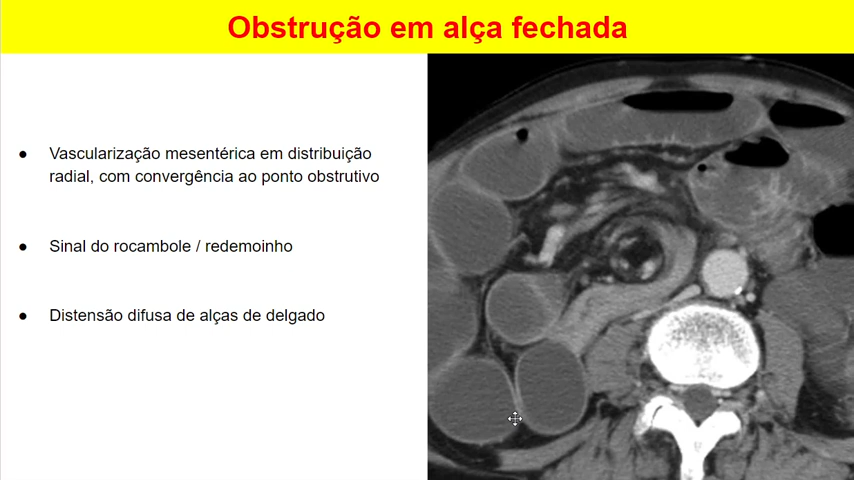 Obstrução em alça fechada
● Vascularização mesentérica em distribuição
radial, com convergência ao ponto obstrutivo
● Sinal do rocambole / redemoinho
● Distensão difusa de alças de delgado